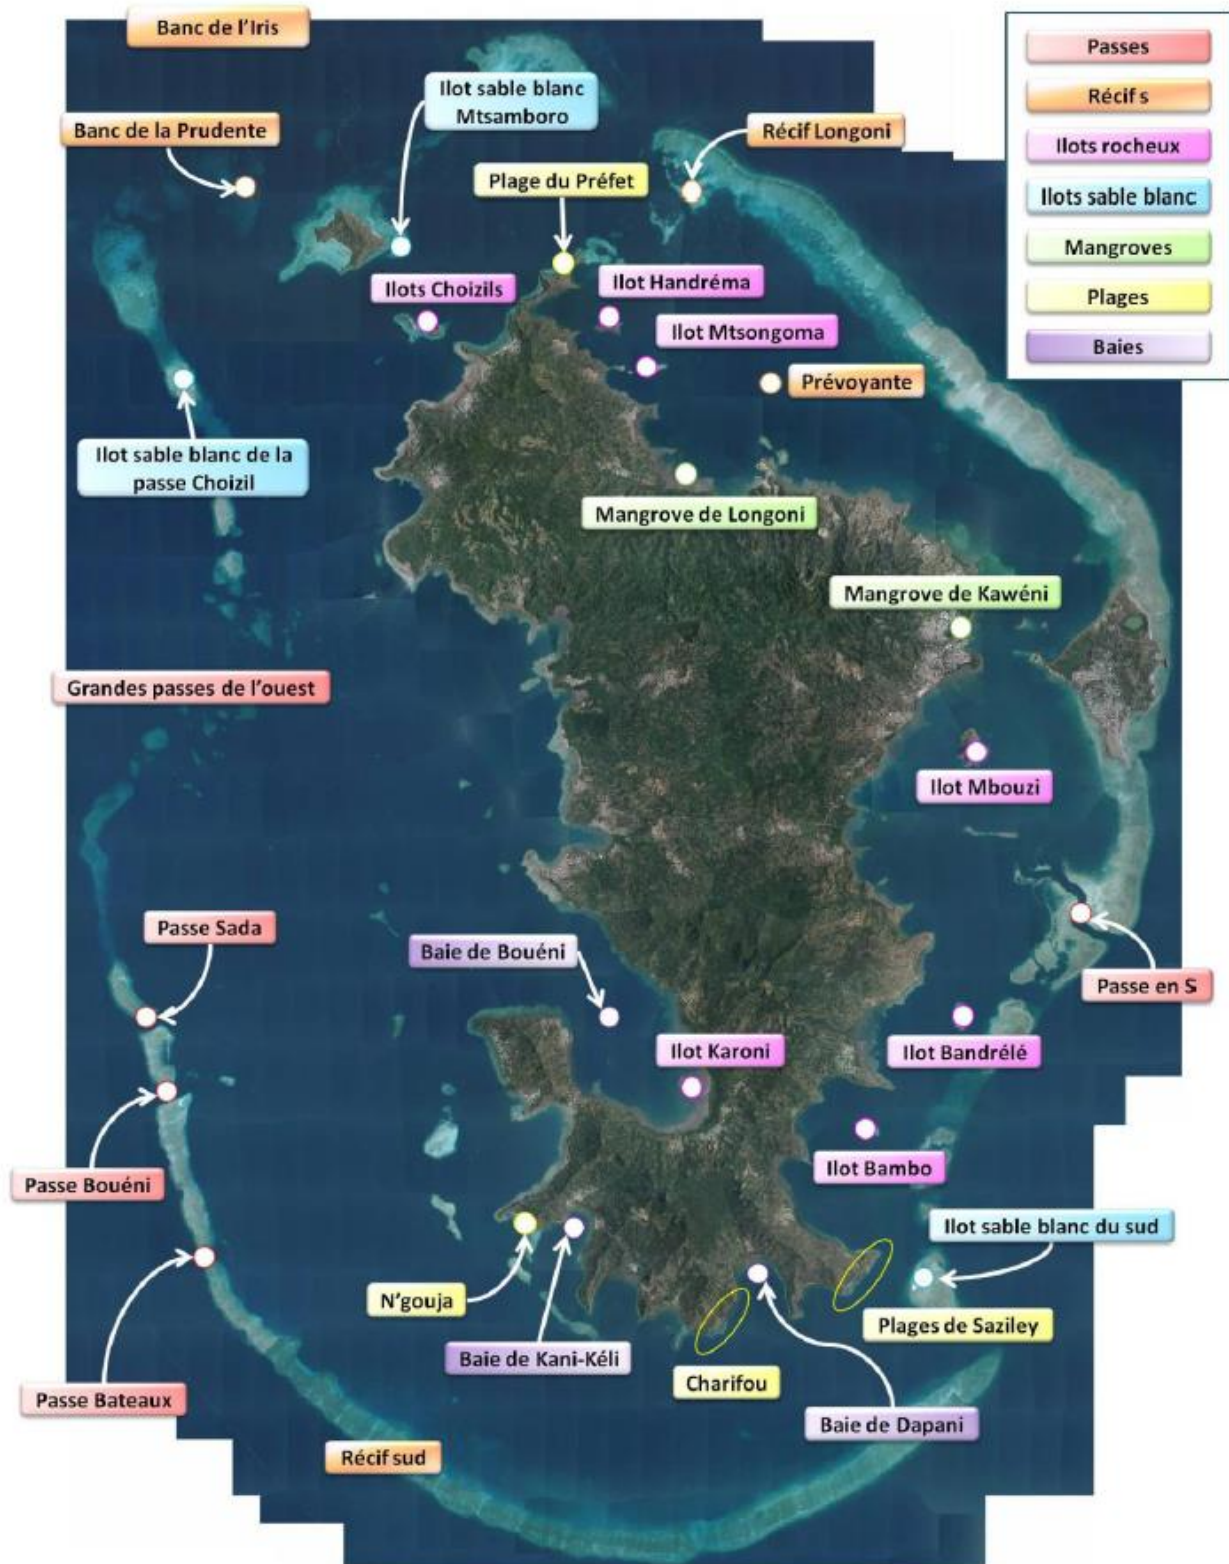 Banc de l'Iris
Passes
Récif s
Ilots rocheux
Ilots sable blanc
Mangroves
Plages
Baies
Ilot sable blanc
Mtsamboro
Banc de la Prudente
Récif Longoni
Plage du Préfet
Ilots Choizils
Ilot Handréma
Ilot Mtsongoma
Prévoyante
Ilot sable blanc de la
passe Choizil
Mangrove de Longoni
Mangrove de Kawéni
Grandes passes de l'ouest
Ilot Mbouzi
Passe Sada
Baie de Bouéni
Passe en S
Ilot Karoni
Ilot Bandrélé
Ilot Bambo
Passe Bouéni
Ilot sable blanc du sud
N'gouja
Plages de Saziley
Baie de Kani-Kéli
Charifou
Passe Bateaux
Baie de Dapani
Récif sud